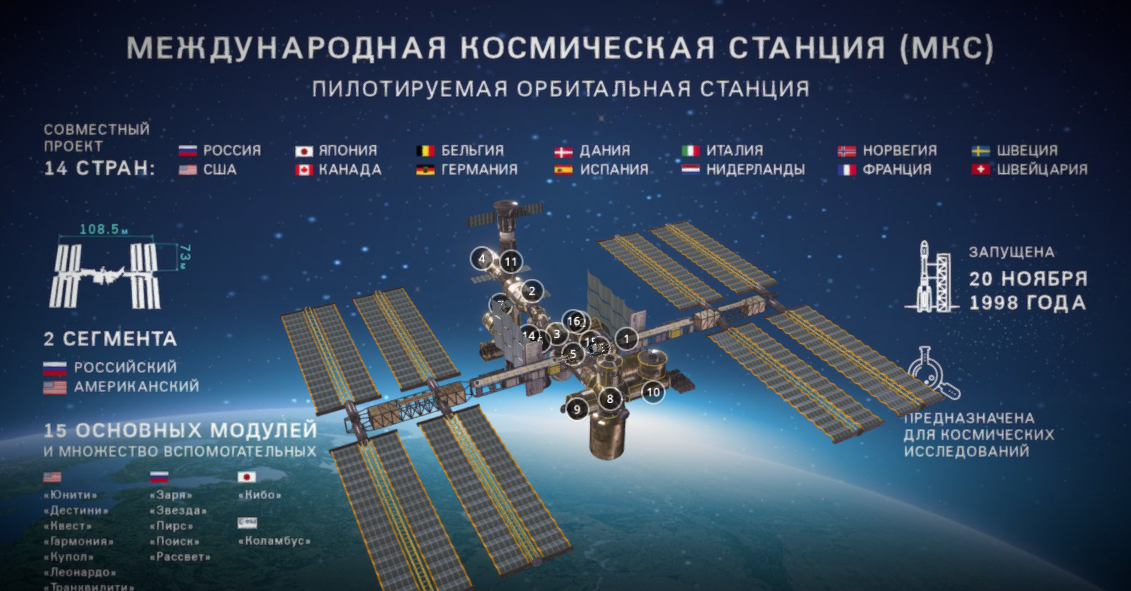 МЕЖДУНАРОДНАЯ КОСМИЧЕСКАЯ СТАНЦИЯ (МКС)
ПИЛОТИРУЕМАЯ ОРБИТАЛЬНАЯ СТАНЦИЯ
СОВМЕСТНЫЙ
ПРОЕКТ
14 СТРАН:
РОССИЯ ЯПОНИЯ БЕЛЬГИЯ ДАНИЯ ИТАЛИЯ НОРВЕГИЯ ШВЕЦИЯ
США КАНАДА ГЕРМАНИЯ ИСПАНИЯ НИДЕРЛАНДЫ ФРАНЦИЯ ШВЕЙЦАРИЯ
108.5м
73м
2 СЕГМЕНТА
РОССИЙСКИЙ
АМЕРИКАНСКИЙ
15 ОСНОВНЫХ МОДУЛЕЙ
И МНОЖЕСТВО ВСПОМОГАТЕЛЬНЫХ
«Юнити»
«Дестини»
«Квест»
«Гармония»
«Купол»
«Леонардо»
«Транквилити»
«Заря»
«Звезда»
«Пирс»
«Поиск»
«Рассвет»
«Кибо»
esa
«Коламбус»
4
11
2
7
16
14
3
5
1
8
9
10
ЗАПУЩЕНА
20 НОЯБРЯ
1998 ГОДА
ПРЕДНАЗНАЧЕНА
ДЛЯ КОСМИЧЕСКИХ
ИССЛЕДОВАНИЙ